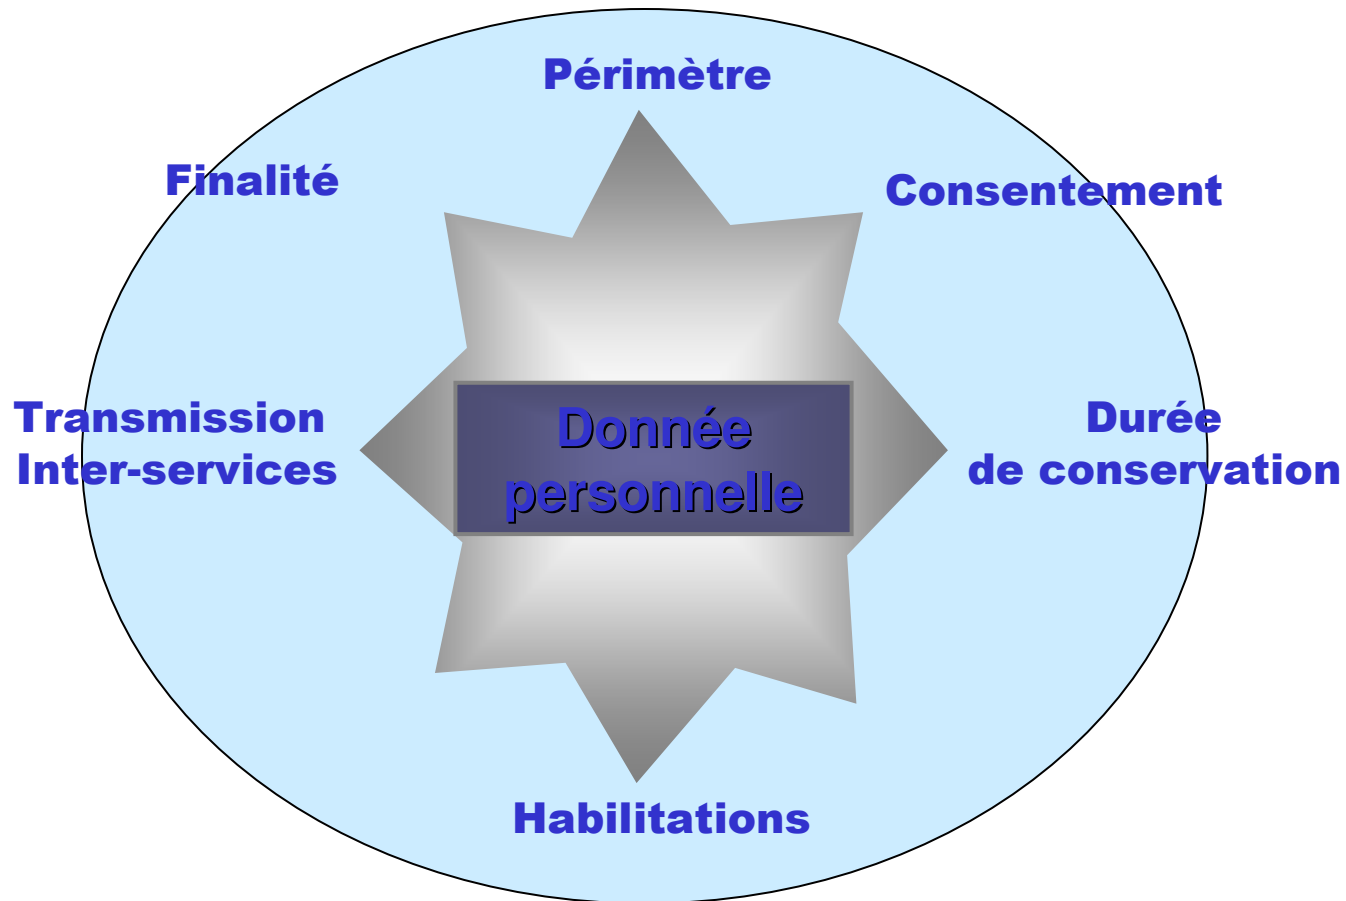 Périmètre
Finalité
Consentement
Transmission
Inter-services
Donnée
personnelle
Durée
de conservation
Habilitations